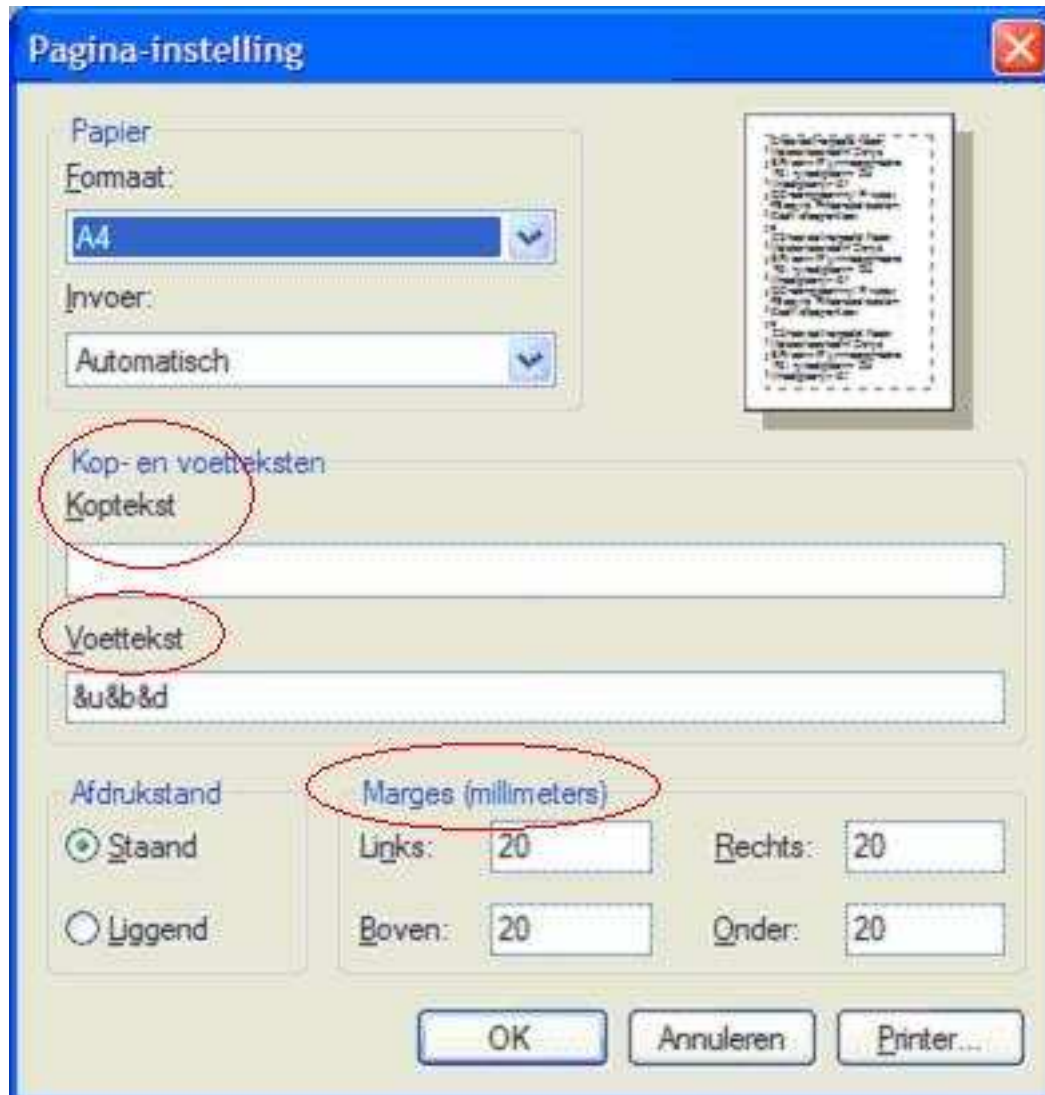 Pagina-instelling
Papier
Formaat:
A4
Invoer:
Automatisch
Kop- en voetteksten
Koptekst
Voettekst
&u&b&d
Afdrukstand
Marges (millimeters)
Staand
Links: 20 Rechts: 20
Liggend
Boven: 20 Onder: 20
OK Annuleren Printer...